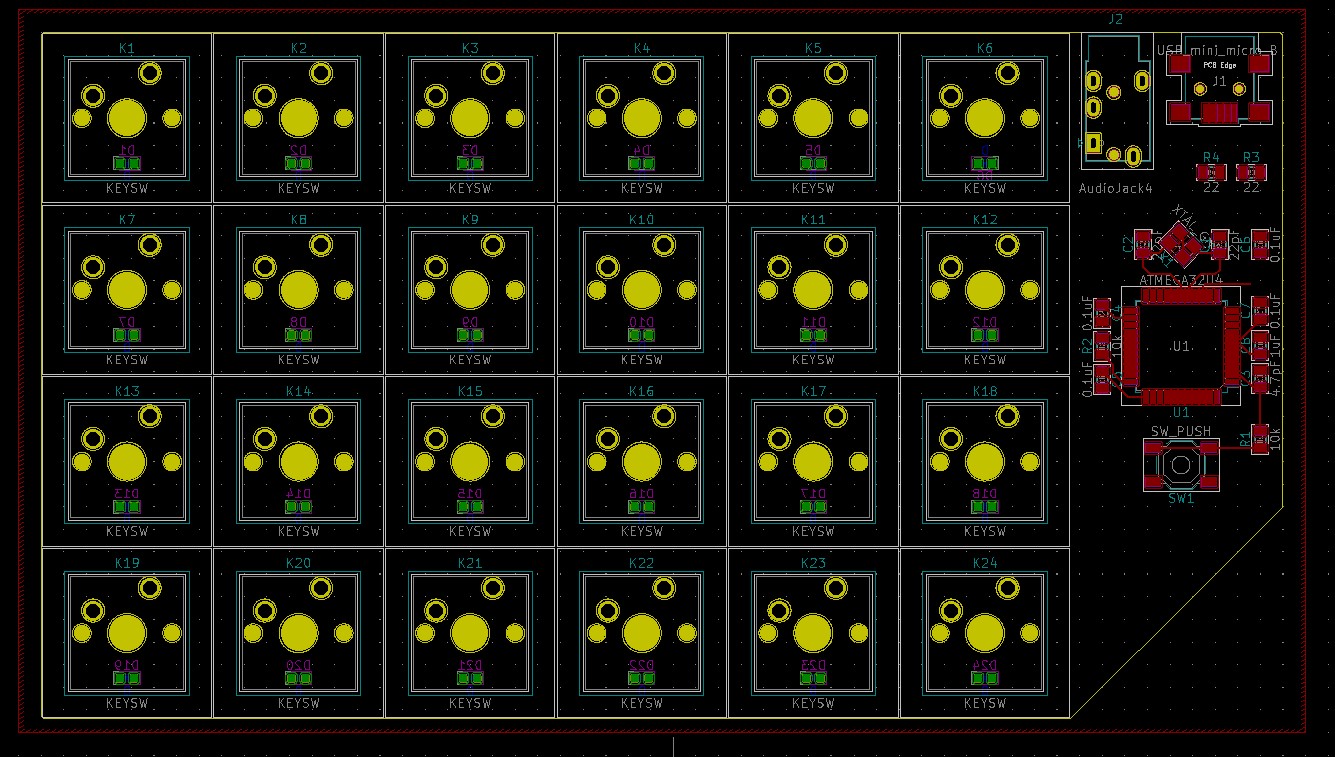 J2
K1
K2
K3
K4
K5
K6
USB_mini_micro_B
PCB Edge
J1
D1
D2
D3
D4
D5
KEYSW
KEYSW
KEYSW
KEYSW
KEYSW
KEYSW
AudioJack4
R4
R3
22
22
K7
K8
K9
K10
K11
K12
XTAL
C2
22pF
0.1uF
ATMEGA32U4
D7
D8
D9
D10
D11
D12
KEYSW
KEYSW
KEYSW
KEYSW
KEYSW
KEYSW
0.1uF
C4
C7
0.1uF
R2
10k
U1
C6
1uF
0.1uF
4.7pF
U1
K13
K14
K15
K16
K17
K18
SW_PUSH
R1
10k
SW1
D13
D14
D15
D16
D17
D18
KEYSW
KEYSW
KEYSW
KEYSW
KEYSW
KEYSW
K19
K20
K21
K22
K23
K24
D19
D20
D21
D22
D23
D24
KEYSW
KEYSW
KEYSW
KEYSW
KEYSW
KEYSW